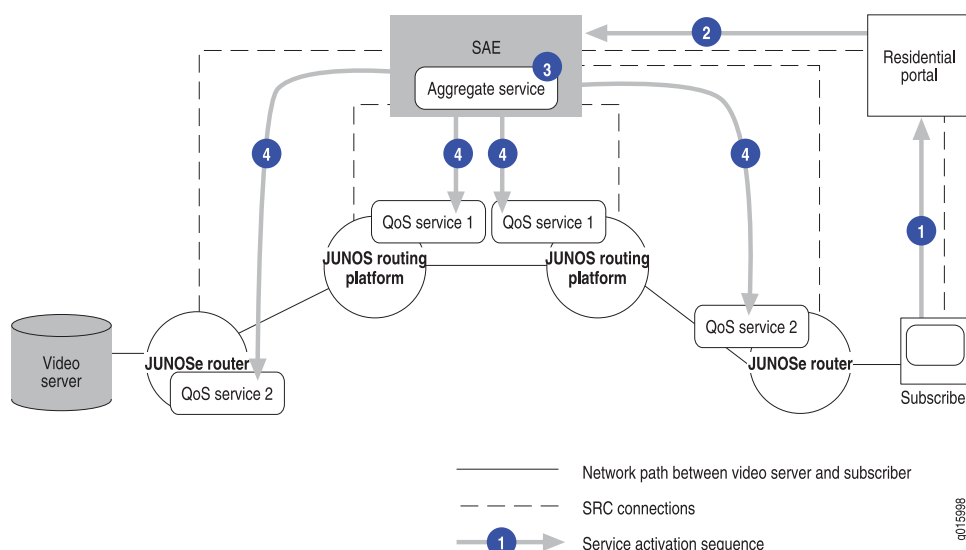 2
SAE
Residential
portal
3
Aggregate service
4
4
4
4
1
QoS service 1
QoS service 1
JUNOS routing
platform
JUNOS routing
platform
QoS service 2
Video
server
JUNOSe router
QoS service 2
JUNOSe router
Subscribe
Network path between video server and subscriber
SRC connections
1
Service activation sequence
g015998